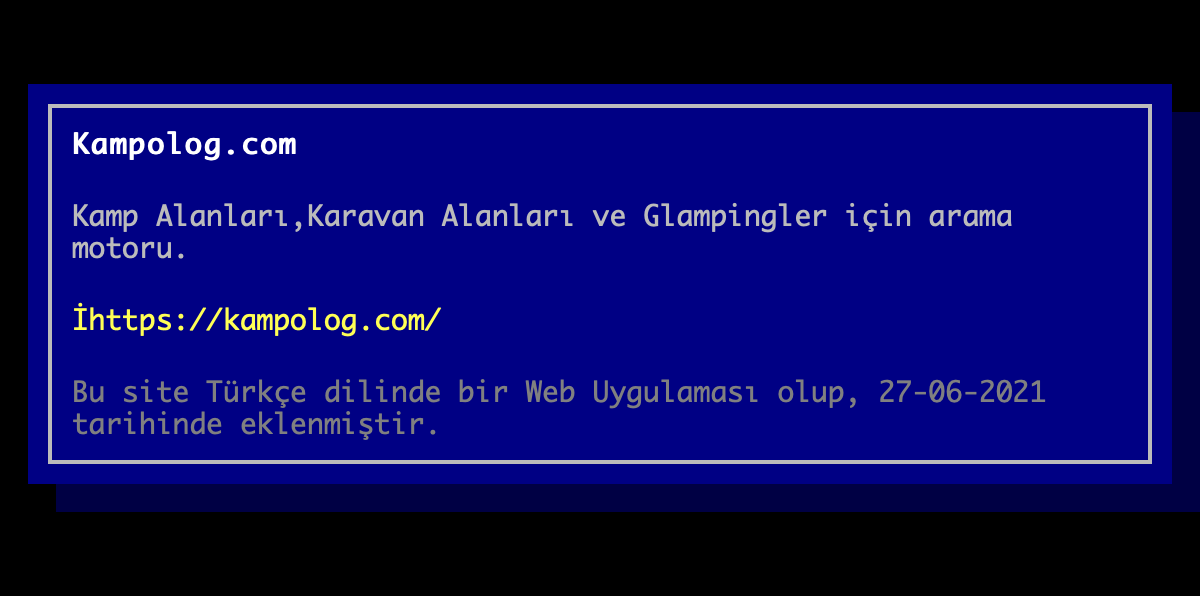 Kampolog.com
Kamp Alanları,Karavan Alanları ve Glampingler için arama
motoru.
İhttps://kampolog.com/
Bu site Türkçe dilinde bir Web Uygulaması olup, 27-06-2021
tarihinde eklenmiştir.